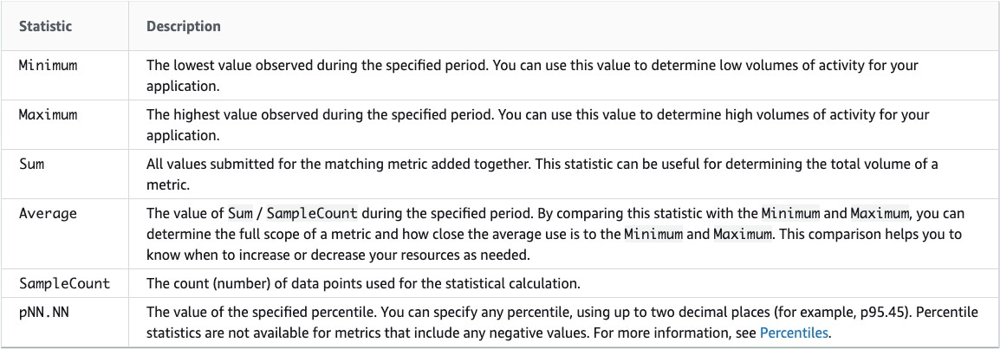 Statistic Description
Minimum The lowest value observed during the specified period. You can use this value to determine low volumes of activity for your
application.
Maximum The highest value observed during the specified period. You can use this value to determine high volumes of activity for your
application.
Sum All values submitted for the matching metric added together. This statistic can be useful for determining the total volume of a
metric.
Average The value of Sum / SampleCount during the specified period. By comparing this statistic with the Minimum and Maximum, you can
determine the full scope of a metric and how close the average use is to the Minimum and Maximum. This comparison helps you to
know when to increase or decrease your resources as needed.
SampleCount The count (number) of data points used for the statistical calculation.
pNN.NN The value of the specified percentile. You can specify any percentile, using up to two decimal places (for example, p95.45). Percentile
statistics are not available for metrics that include any negative values. For more information, see Percentiles.